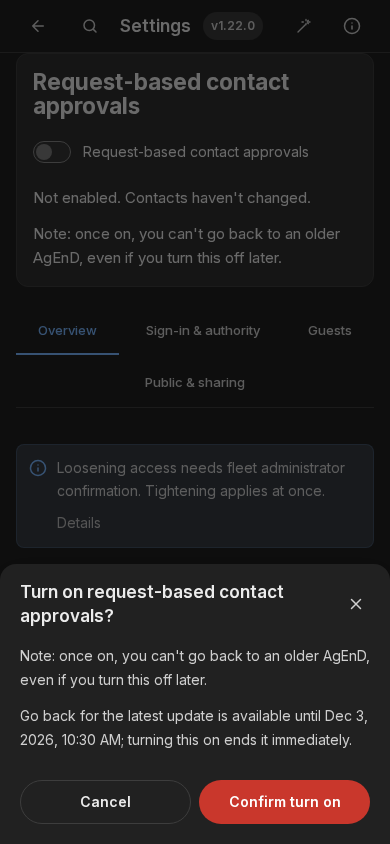 Settings v1.22.0
Request-based contact
approvals
Request-based contact approvals
Not enabled. Contacts haven't changed.
Note: once on, you can't go back to an older
AgEnD, even if you turn this off later.
Overview Sign-in & authority Guests
Public & sharing
Loosening access needs fleet administrator
confirmation. Tightening applies at once.
Details
Turn on request-based contact
approvals?
Note: once on, you can't go back to an older AgEnD,
even if you turn this off later.
Go back for the latest update is available until Dec 3,
2026, 10:30 AM; turning this on ends it immediately.
Cancel Confirm turn on